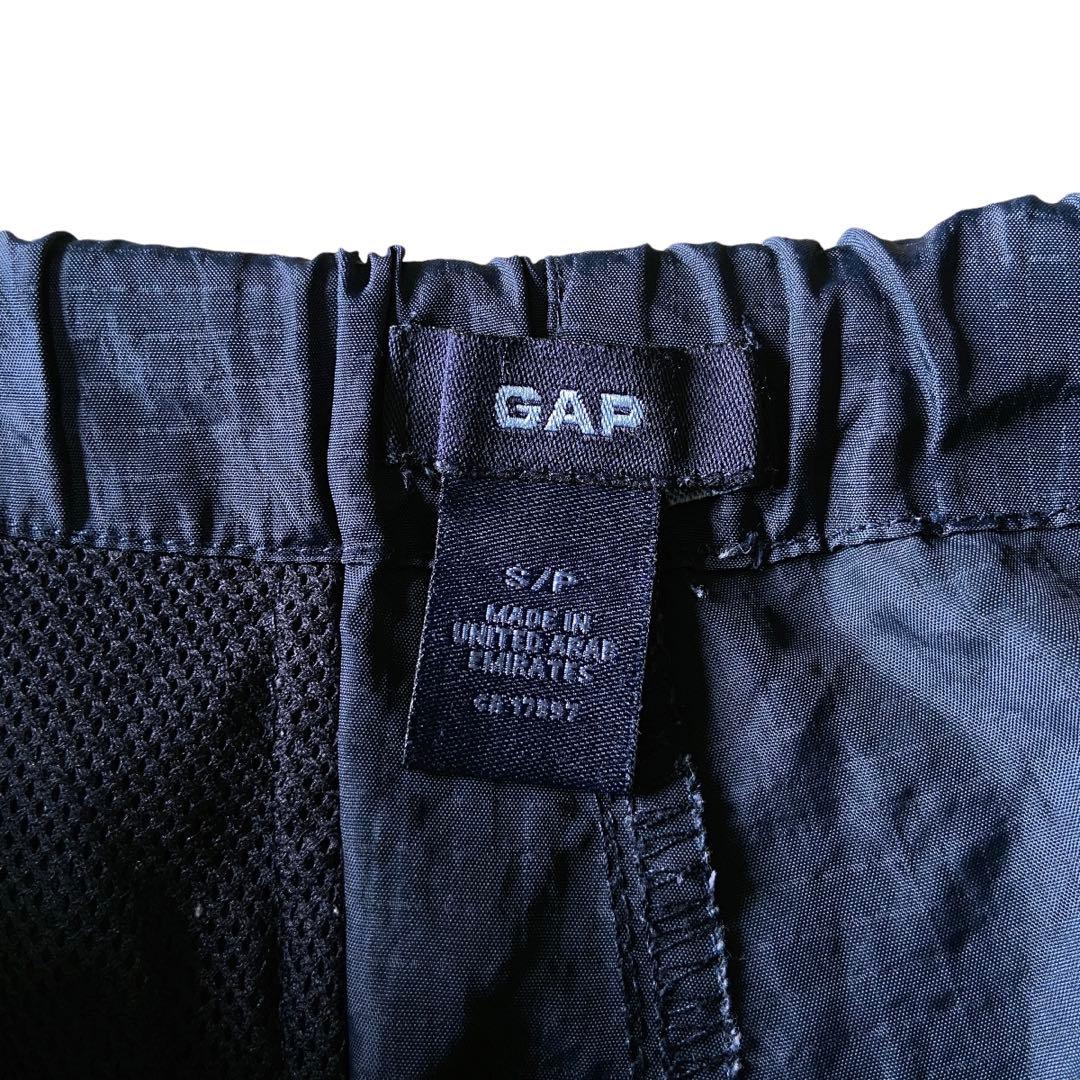 GAP
S/P
MADE IN
UNITED ARAB
EMIRATES